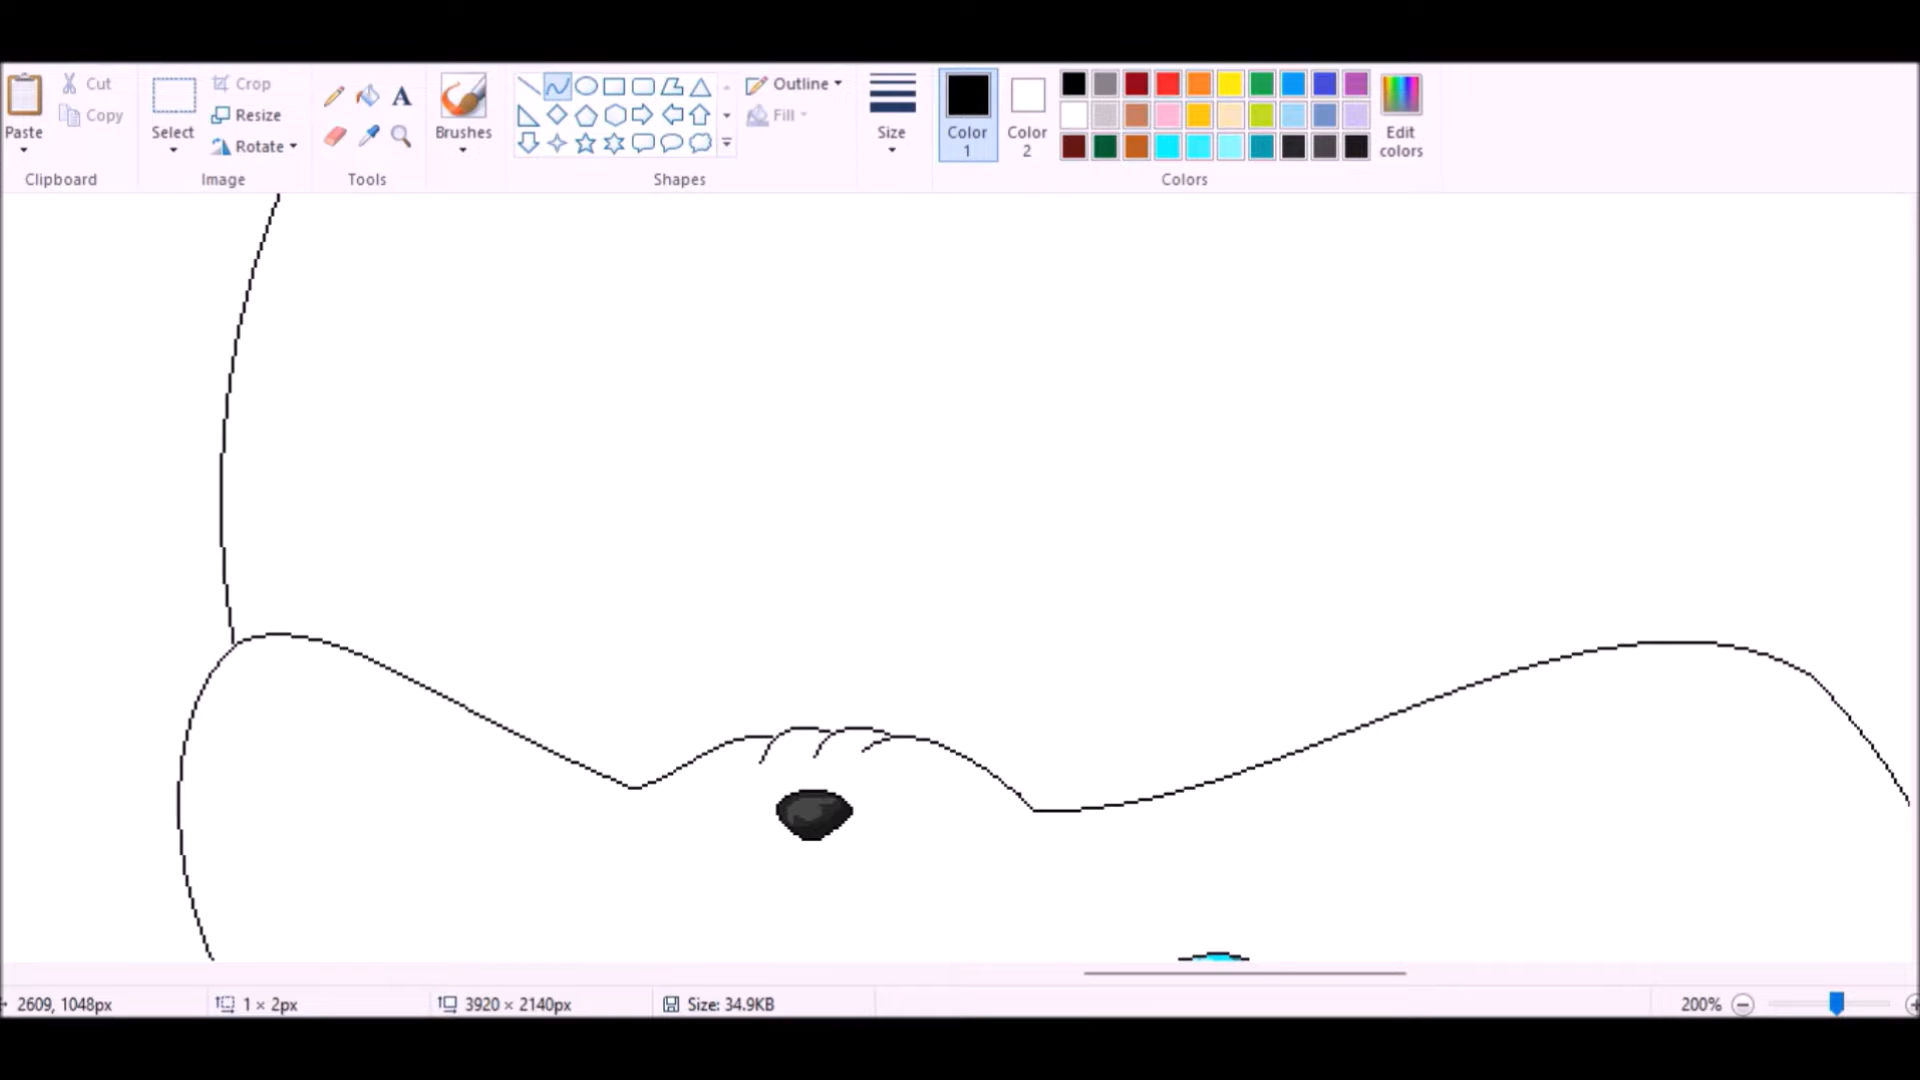 Paste
Cut
Copy
Clipboard
Select
Crop
Resize
Rotate
Image
A
Tools
Brushes
Shapes
Outline
Fill
Size
Color
1
Color
2
Colors
Edit
colors
2609, 1048px
1 × 2px
3920 × 2140px
Size: 34.9KB
200%